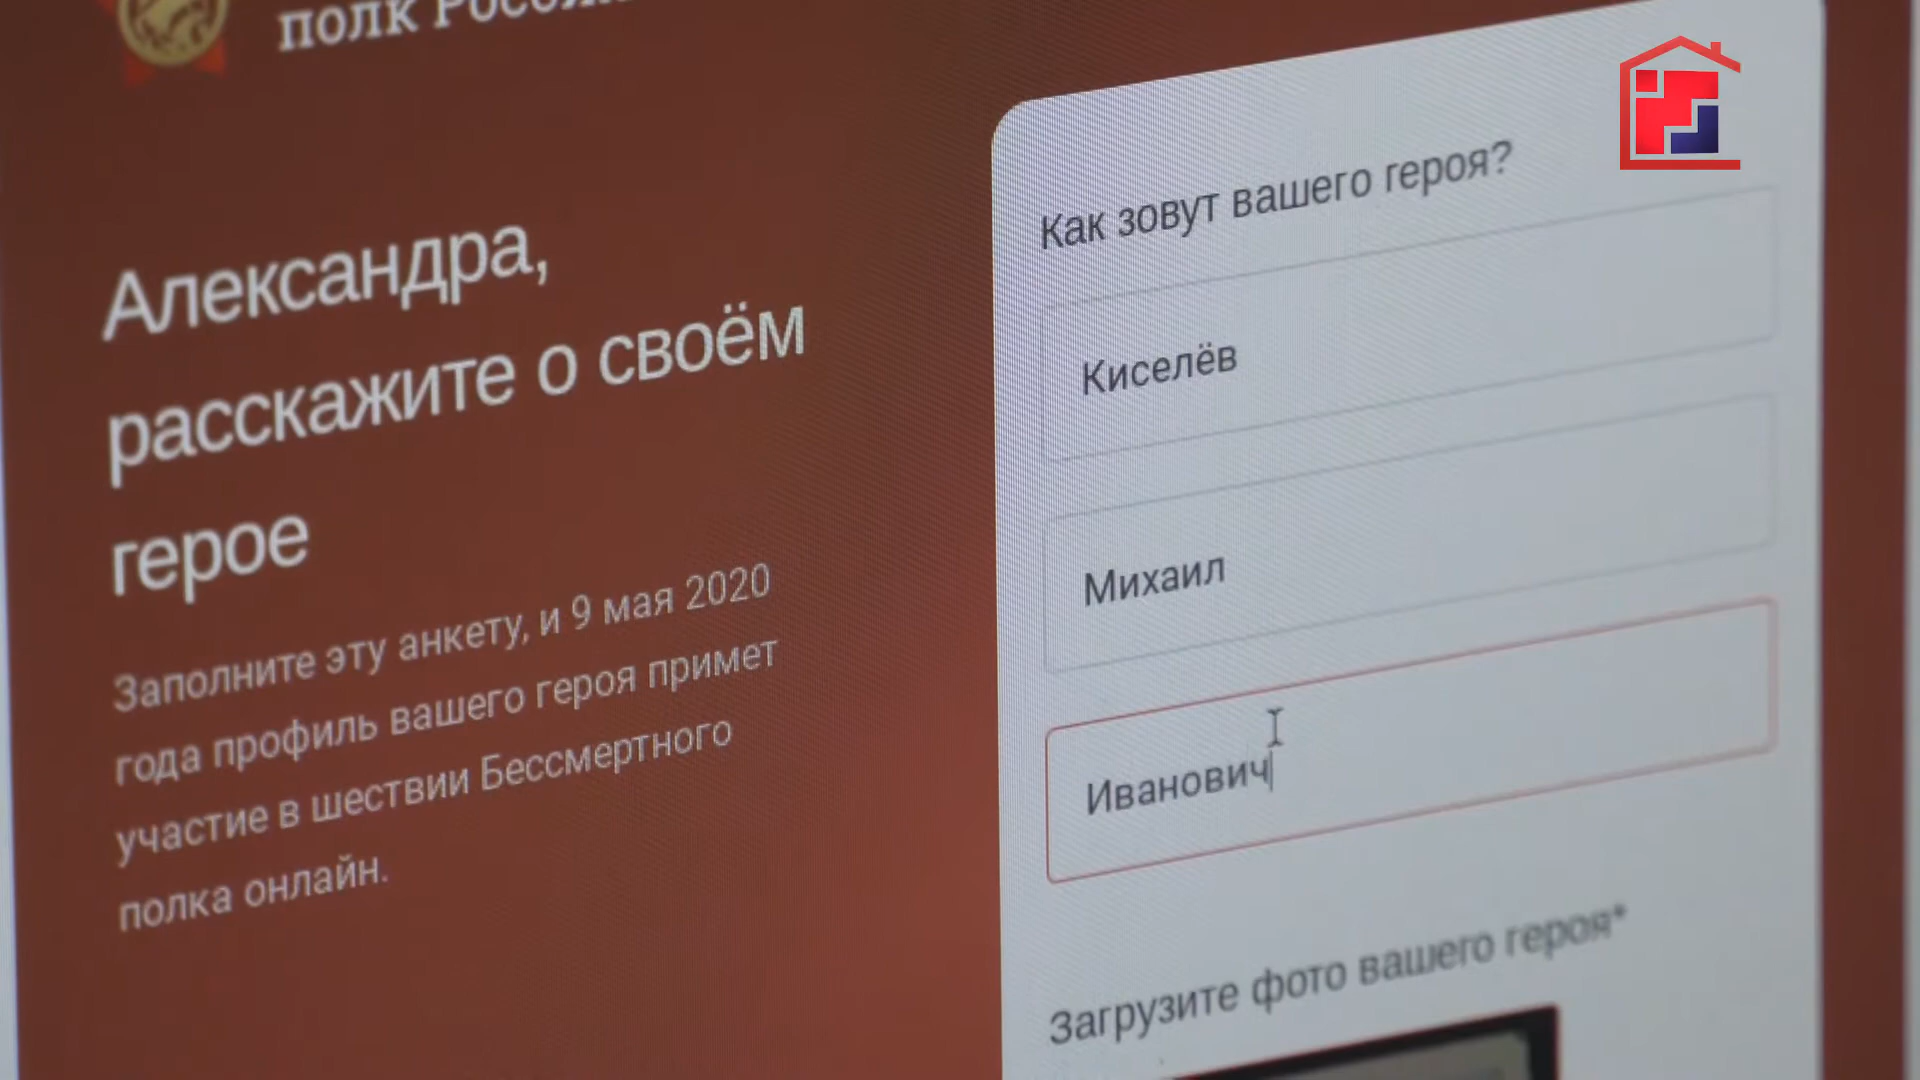 полк России
Александра,
расскажите о своём
герое
Заполните эту анкету, и 9 мая 2020
года профиль вашего героя примет
участие в шествии Бессмертного
полка онлайн.
Как зовут вашего героя?
Киселёв
Михаил
Иванович
Загрузите фото вашего героя*